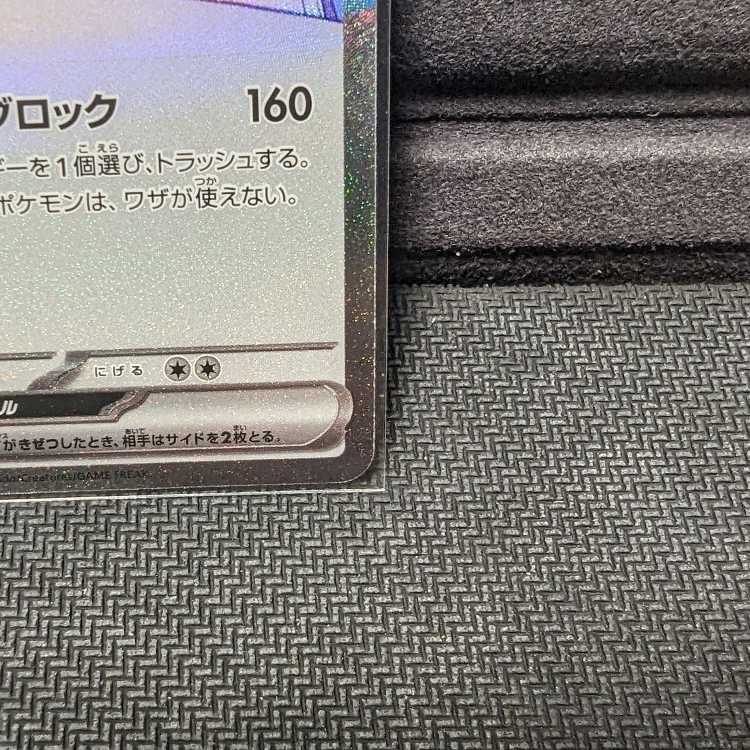 ブロック 160
ギーを1個選び、トラッシュする。
ポケモンは、ワザが使えない。
にげる
ル
がきぜつしたとき、相手はサイドを2枚とる。
Creatures/GAME FREAK